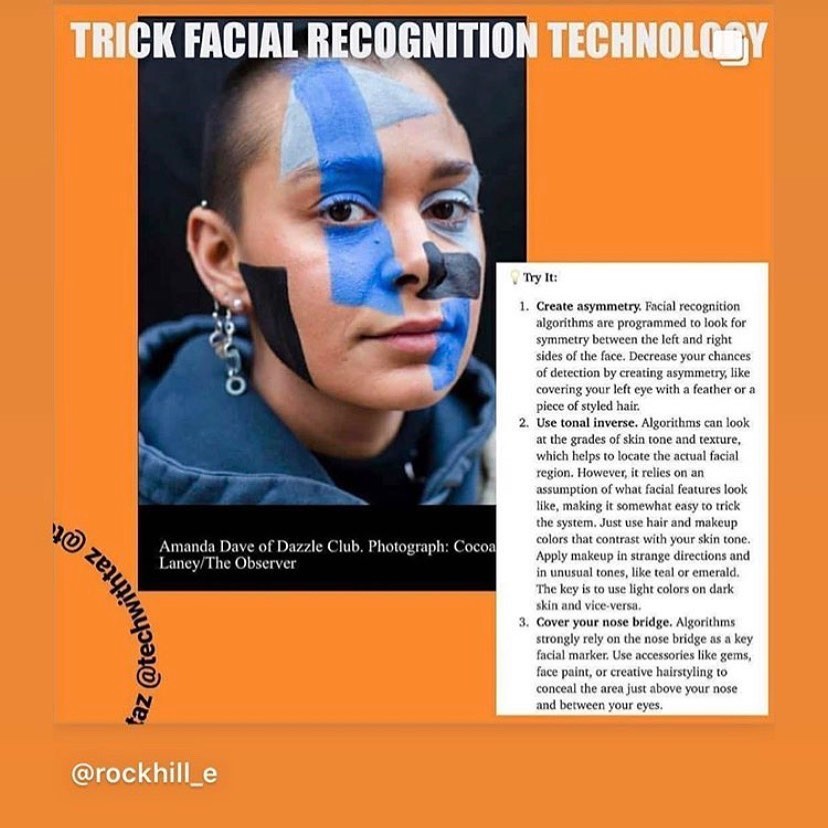 TRICK FACIAL RECOGNITION TECHNOLOGY
Amanda Dave of Dazzle Club. Photograph: Cocoa
Laney/The Observer
💡 Try It:
1. Create asymmetry. Facial recognition
algorithms are programmed to look for
symmetry between the left and right
sides of the face. Decrease your chances
of detection by creating asymmetry, like
covering your left eye with a feather or a
piece of styled hair.
2. Use tonal inverse. Algorithms can look
at the grades of skin tone and texture,
which helps to locate the actual facial
region. However, it relies on an
assumption of what facial features look
like, making it somewhat easy to trick
the system. Just use hair and makeup
colors that contrast with your skin tone.
Apply makeup in strange directions and
in unusual tones, like teal or emerald.
The key is to use light colors on dark
skin and vice-versa.
3. Cover your nose bridge. Algorithms
strongly rely on the nose bridge as a key
facial marker. Use accessories like gems,
face paint, or creative hairstyling to
conceal the area just above your nose
and between your eyes.
taz @techwithtaz @te
@rockhill_e